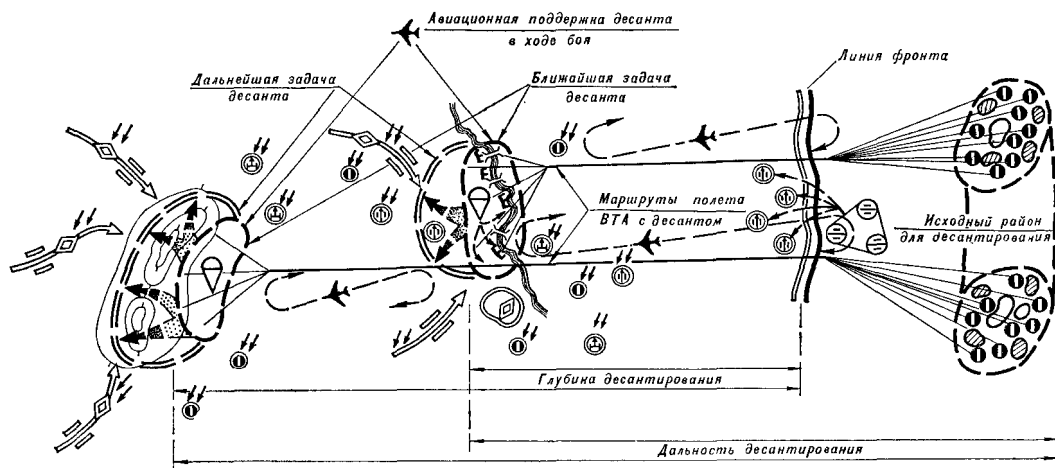 Авиационная поддержка десанта
в ходе боя
Линия фронта
Дальнейшая задача
десанта
Ближайшая задача
десанта
Маршруты полета
ВТА с десантом
Исходный район
для десантирования
Глубина десантирования
Дальность десантирования